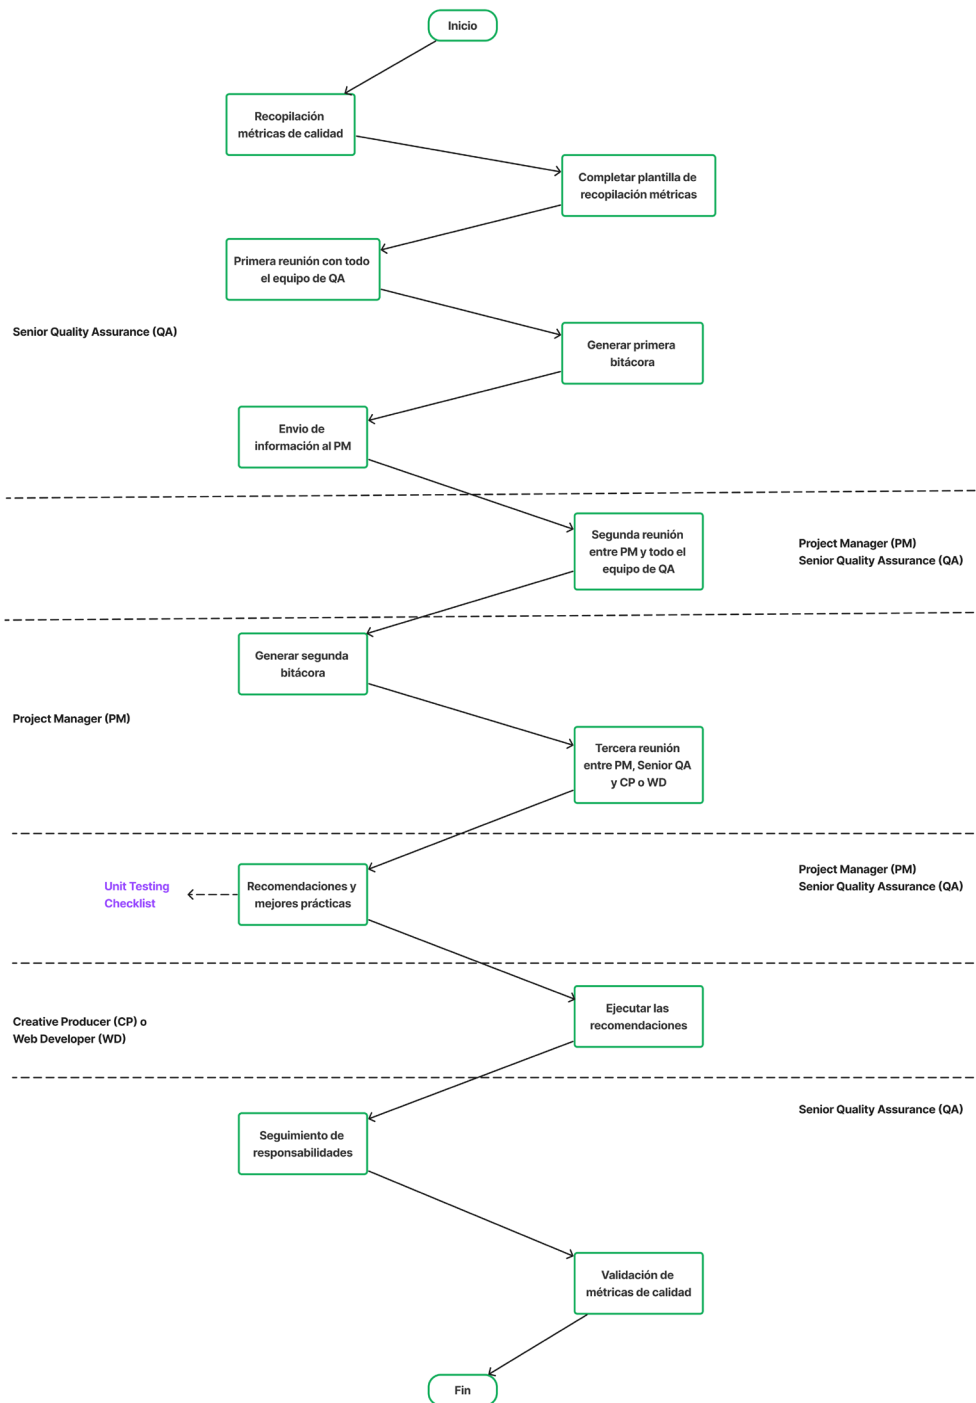 Inicio
Recopilación
métricas de calidad
Completar plantilla de
recopilación métricas
Primera reunión con todo
el equipo de QA
Senior Quality Assurance (QA)
Generar primera
bitácora
Envio de
información al PM
Segunda reunión
entre PM y todo el
equipo de QA
Project Manager (PM)
Senior Quality Assurance (QA)
Generar segunda
bitácora
Project Manager (PM)
Tercera reunión
entre PM, Senior QA
y CP o WD
Project Manager (PM)
Senior Quality Assurance (QA)
Unit Testing
Checklist
Recomendaciones y
mejores prácticas
Creative Producer (CP) o
Web Developer (WD)
Ejecutar las
recomendaciones
Senior Quality Assurance (QA)
Seguimiento de
responsabilidades
Validación de
métricas de calidad
Fin